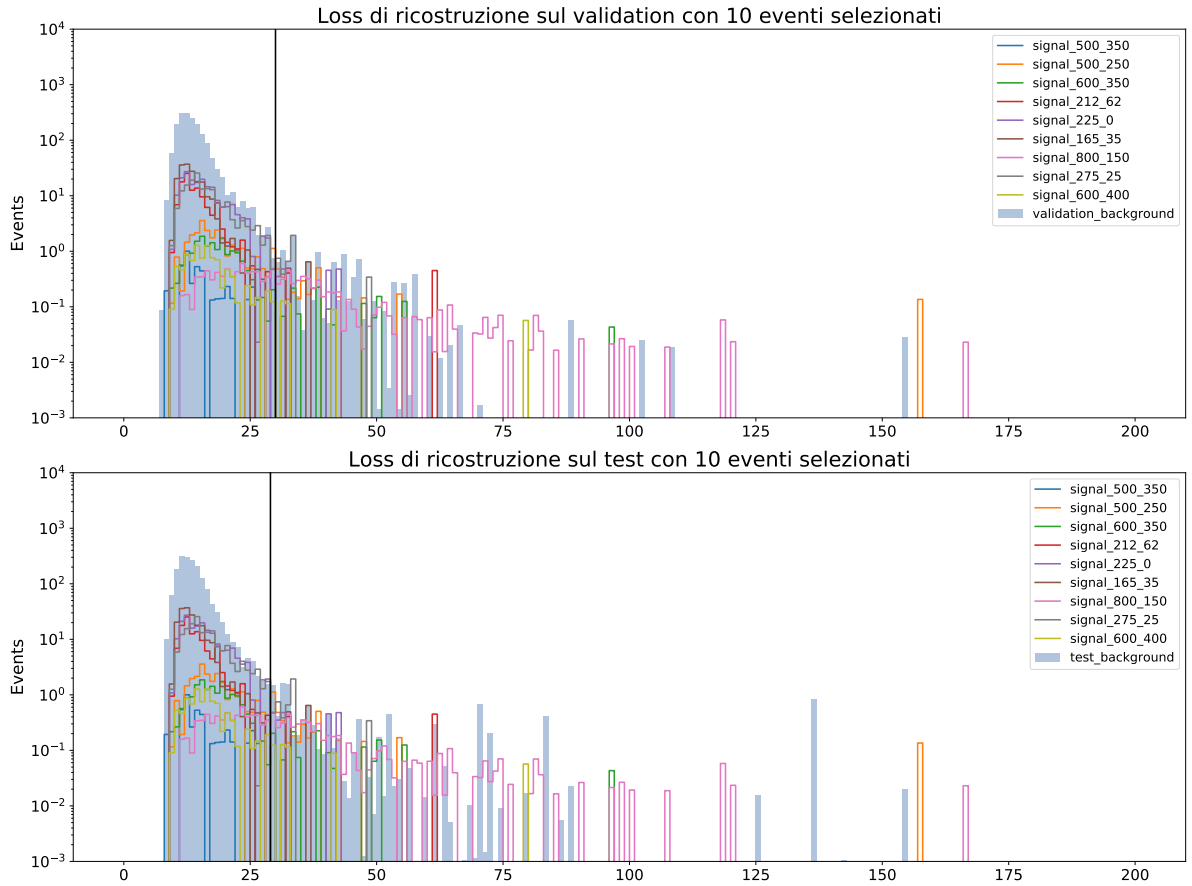 Loss di ricostruzione sul validation con 10 eventi selezionati
10^4
10^3
10^2
10^1
10^0
10^-1
10^-2
10^-3
Events
signal_500_350
signal_500_250
signal_600_350
signal_212_62
signal_225_0
signal_165_35
signal_800_150
signal_275_25
signal_600_400
validation_background
0 25 50 75 100 125 150 175 200
Loss di ricostruzione sul test con 10 eventi selezionati
10^4
10^3
10^2
10^1
10^0
10^-1
10^-2
10^-3
Events
signal_500_350
signal_500_250
signal_600_350
signal_212_62
signal_225_0
signal_165_35
signal_800_150
signal_275_25
signal_600_400
test_background
0 25 50 75 100 125 150 175 200